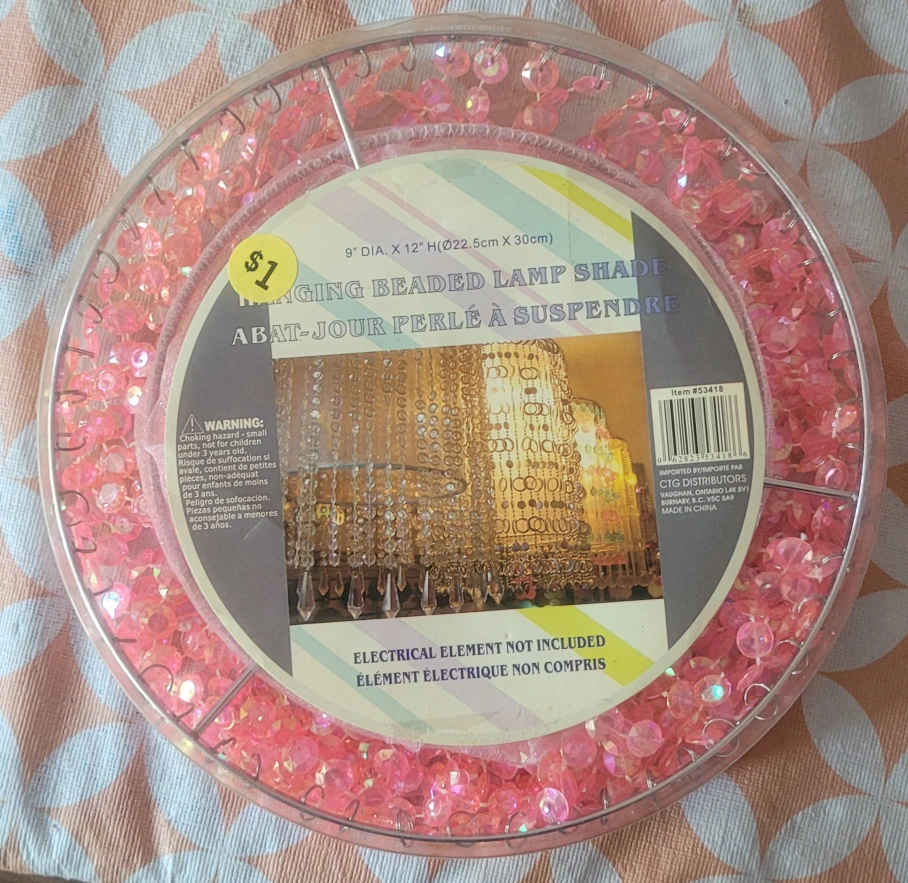 9" DIA. X 12" H(Ø22.5cm X 30cm)
$1
HANGING BEADED LAMP SHADE
ABAT-JOUR PERLÉ À SUSPENDRE
Item #53418
0 62823 53418 6
IMPORTED BY/IMPORTÉ PAR
CTG DISTRIBUTORS
VAUGHAN, ONTARIO L4K 5V1
BURNABY, B.C. V5C 5A9
MADE IN CHINA
WARNING:
Choking hazard - small
parts, not for children
under 3 years old.
Risque de suffocation si
avalé, contient de petites
pièces, non-adéquat
pour enfants de moins
de 3 ans.
Peligro de sofocación.
Piezas pequeñas no
aconsejable a menores
de 3 años.
ELECTRICAL ELEMENT NOT INCLUDED
ÉLÉMENT ÉLECTRIQUE NON COMPRIS